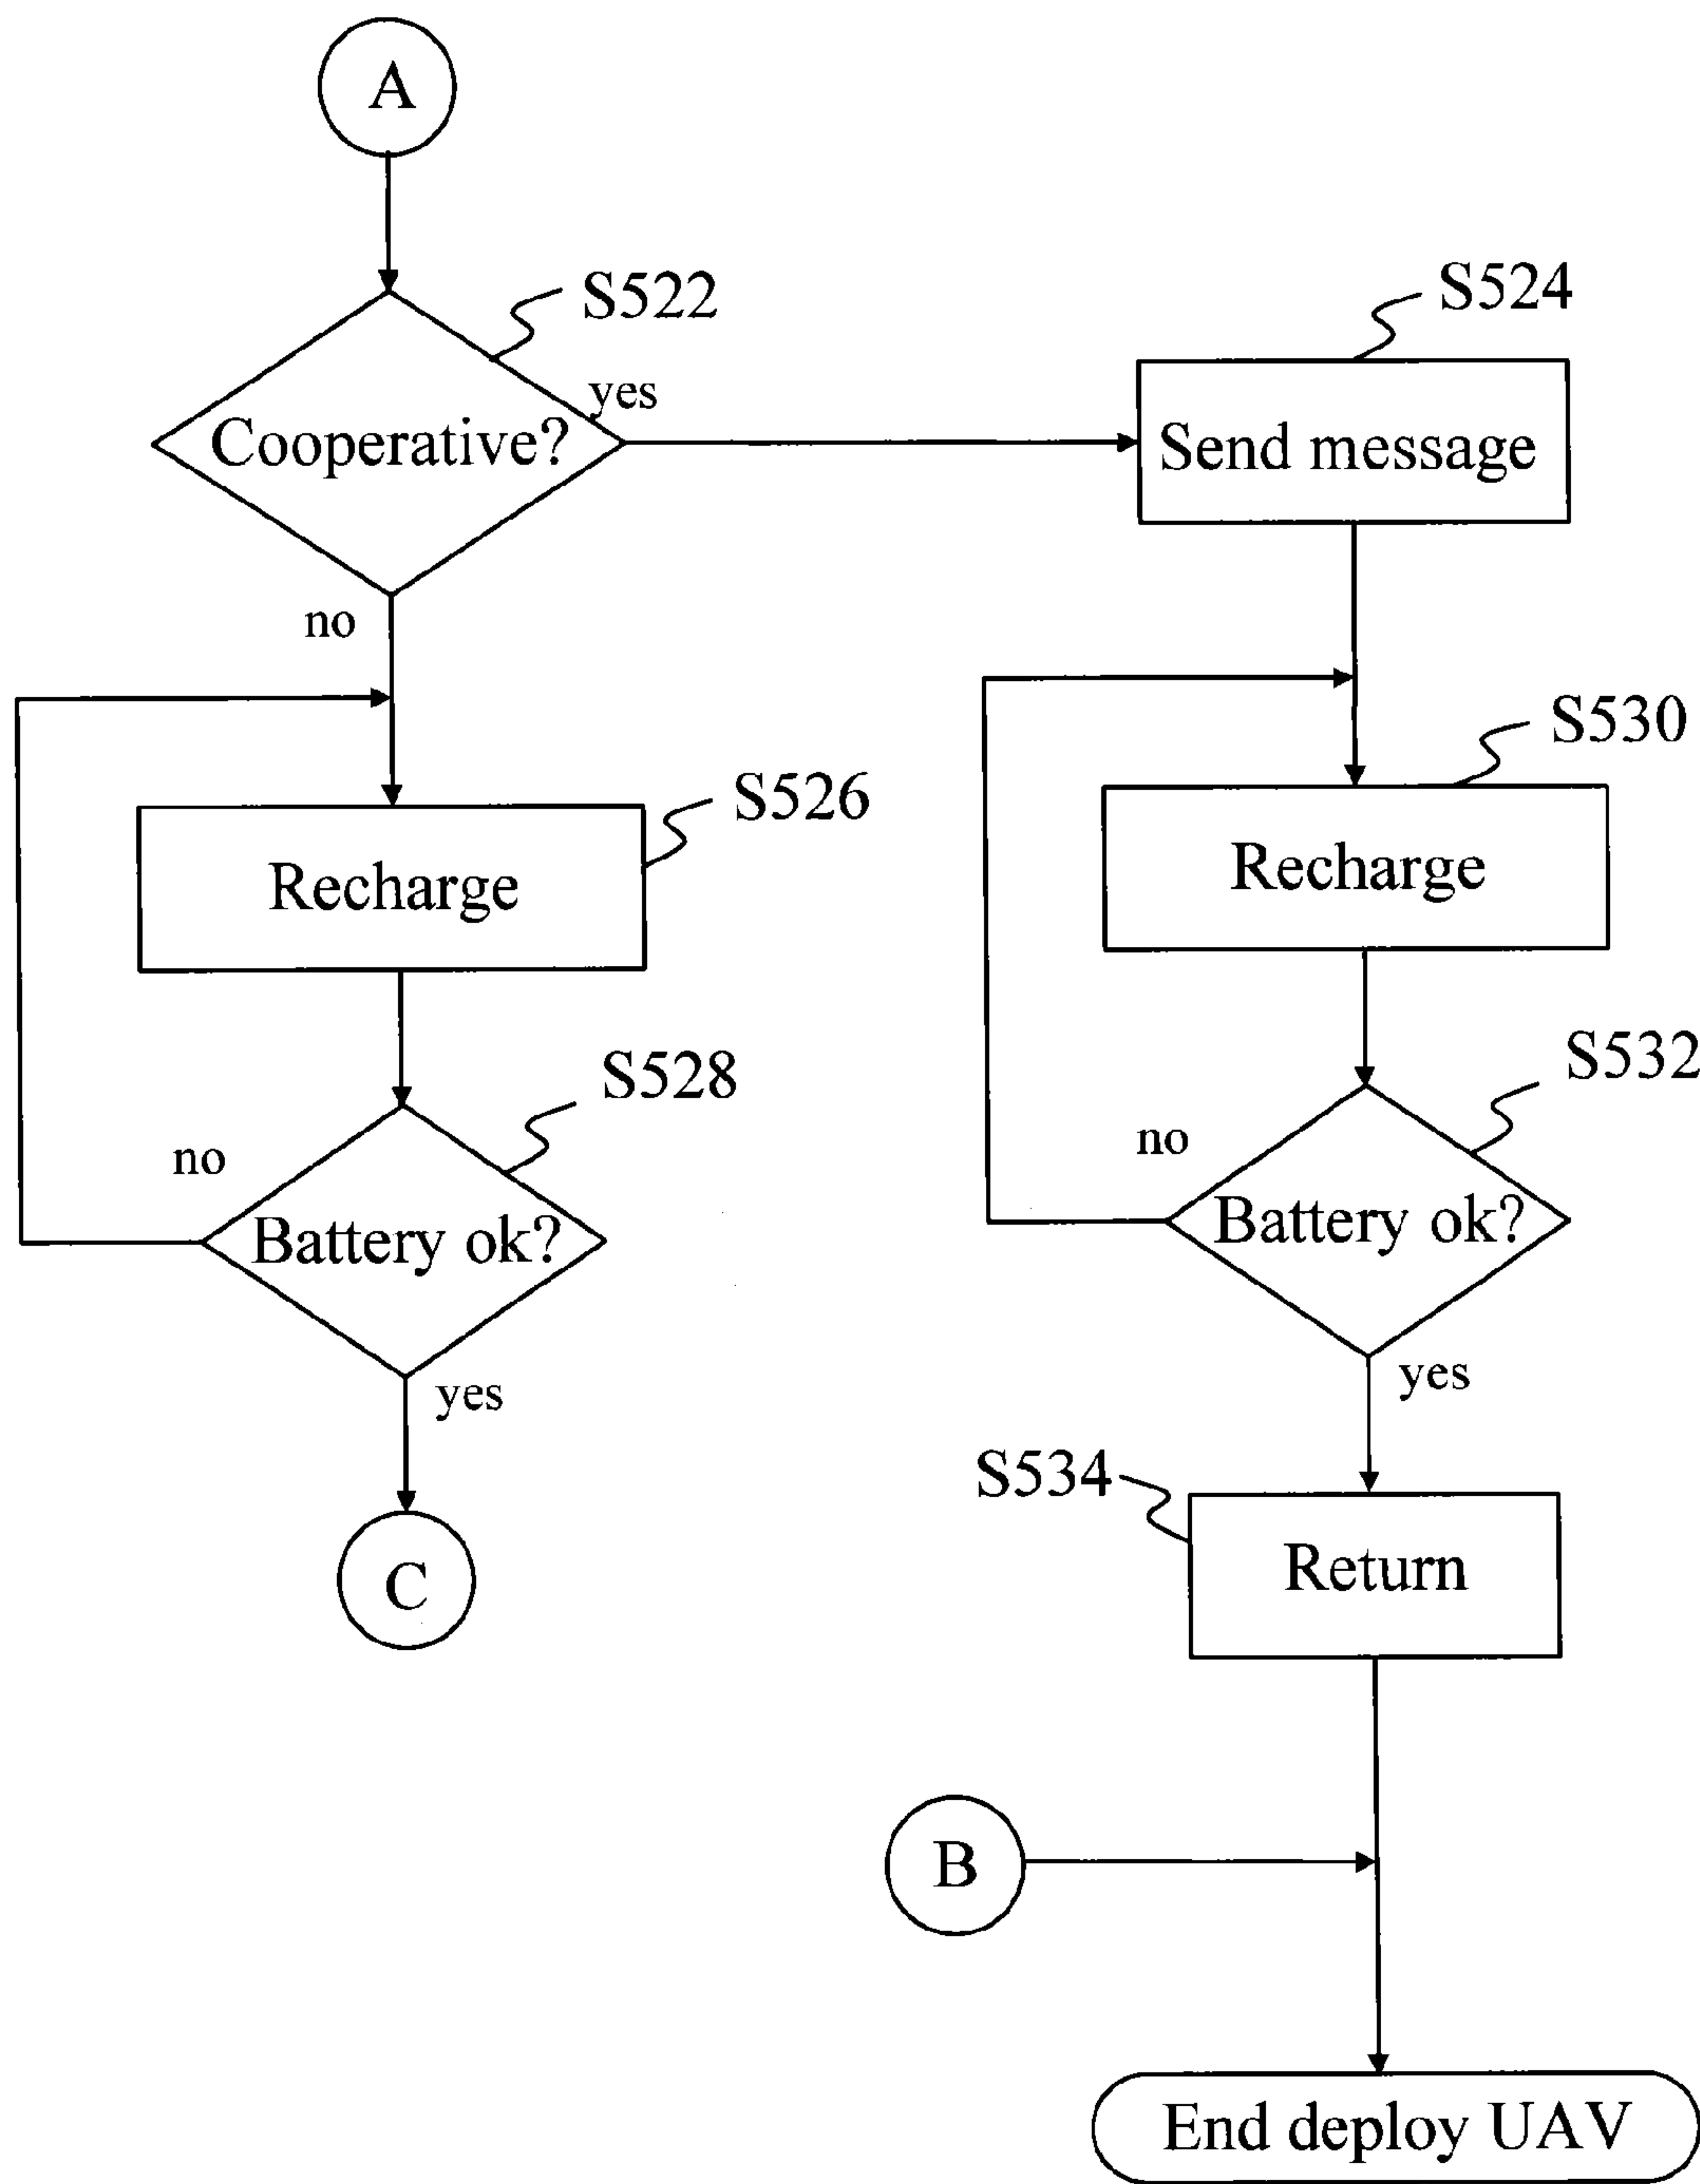 A
S522
S524
yes
Cooperative?
Send message
no
S530
S526
Recharge
Recharge
S532
S528
no
no
Battery ok?
Battery ok?
yes
yes
S534
Return
C
B
End deploy UAV